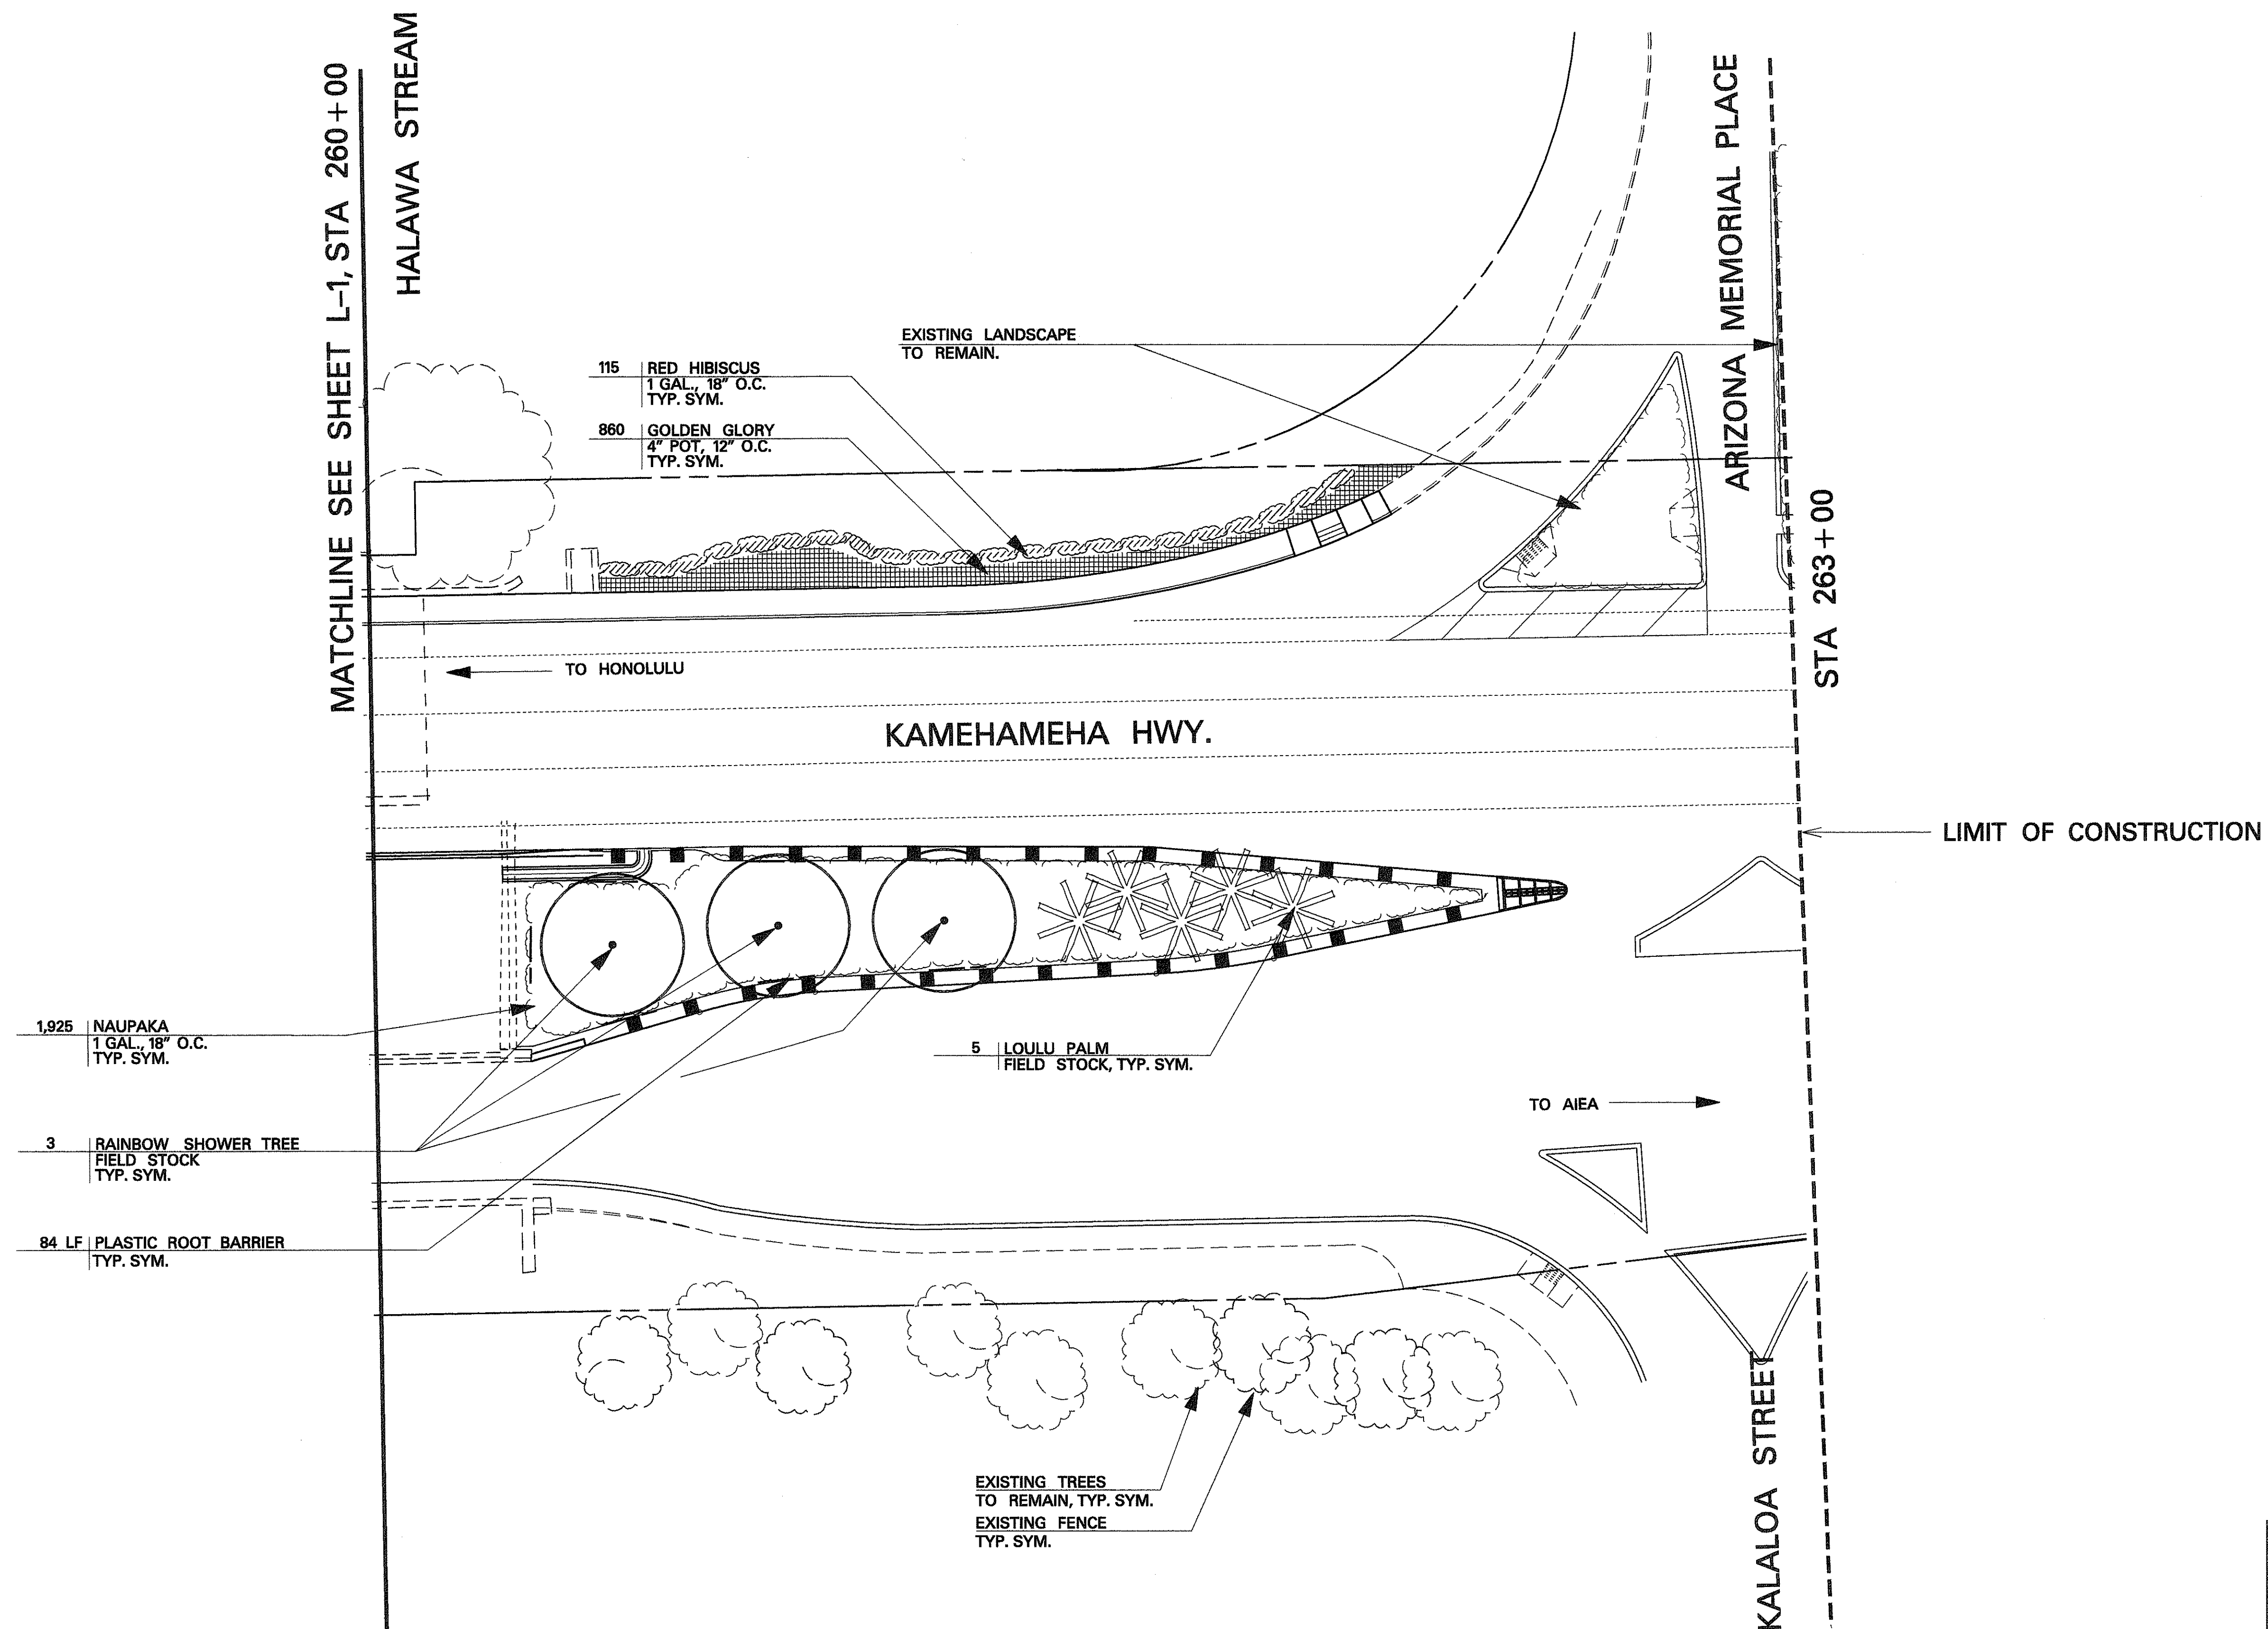 MATCHLINE SEE SHEET L-1, STA 260+00
HALAWA STREAM
ARIZONA MEMORIAL PLACE
EXISTING LANDSCAPE
TO REMAIN.
115 RED HIBISCUS
1 GAL., 18" O.C.
TYP. SYM.
860 GOLDEN GLORY
4" POT, 12" O.C.
TYP. SYM.
STA 263+00
TO HONOLULU
KAMEHAMEHA HWY.
LIMIT OF CONSTRUCTION
1,925 NAUPAKA
1 GAL., 18" O.C.
TYP. SYM.
5 LOULU PALM
FIELD STOCK, TYP. SYM.
TO AIEA
3 RAINBOW SHOWER TREE
FIELD STOCK
TYP. SYM.
84 LF PLASTIC ROOT BARRIER
TYP. SYM.
EXISTING TREES
TO REMAIN, TYP. SYM.
EXISTING FENCE
TYP. SYM.
KALALOA STREET